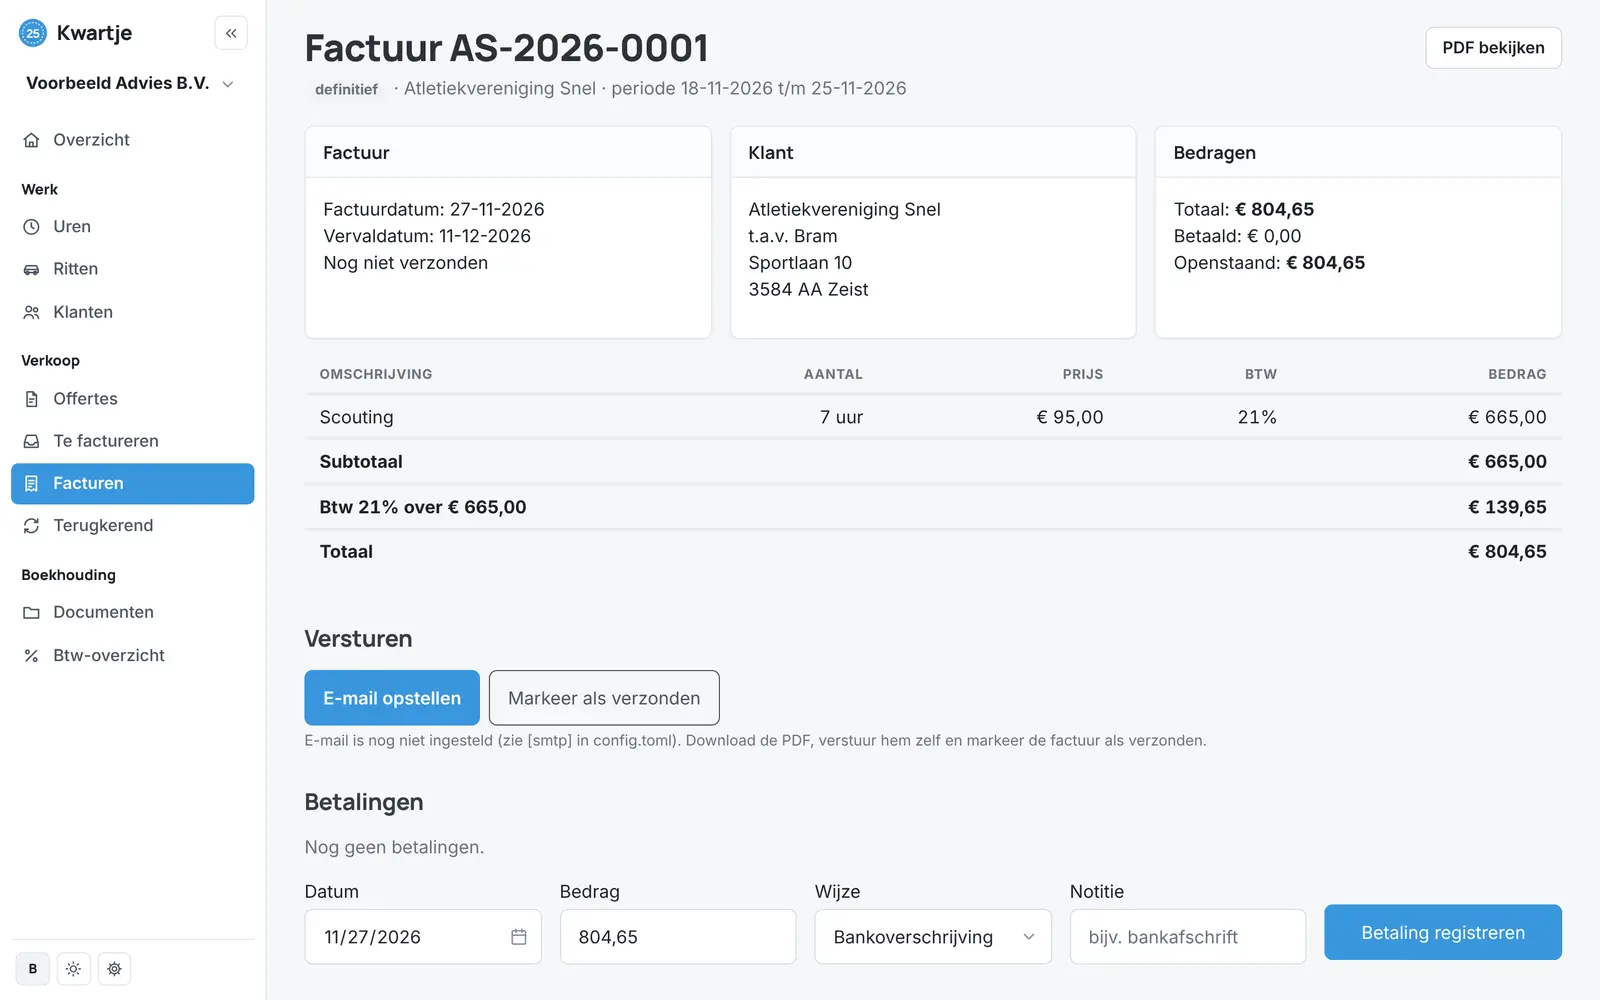 25 Kwartje
Voorbeeld Advies B.V.
Overzicht
Werk
Uren
Ritten
Klanten
Verkoop
Offertes
Te factureren
Facturen
Terugkerend
Boekhouding
Documenten
Btw-overzicht
B
Factuur AS-2026-0001
PDF bekijken
definitief · Atletiekvereniging Snel · periode 18-11-2026 t/m 25-11-2026
Factuur
Factuurdatum: 27-11-2026
Vervaldatum: 11-12-2026
Nog niet verzonden
Klant
Atletiekvereniging Snel
t.a.v. Bram
Sportlaan 10
3584 AA Zeist
Bedragen
Totaal: € 804,65
Betaald: € 0,00
Openstaand: € 804,65
OMSCHRIJVING AANTAL PRIJS BTW BEDRAG
Scouting 7 uur € 95,00 21% € 665,00
Subtotaal € 665,00
Btw 21% over € 665,00 € 139,65
Totaal € 804,65
Versturen
E-mail opstellen Markeer als verzonden
E-mail is nog niet ingesteld (zie [smtp] in config.toml). Download de PDF, verstuur hem zelf en markeer de factuur als verzonden.
Betalingen
Nog geen betalingen.
Datum Bedrag Wijze Notitie
11/27/2026 804,65 Bankoverschrijving bijv. bankafschrift Betaling registreren